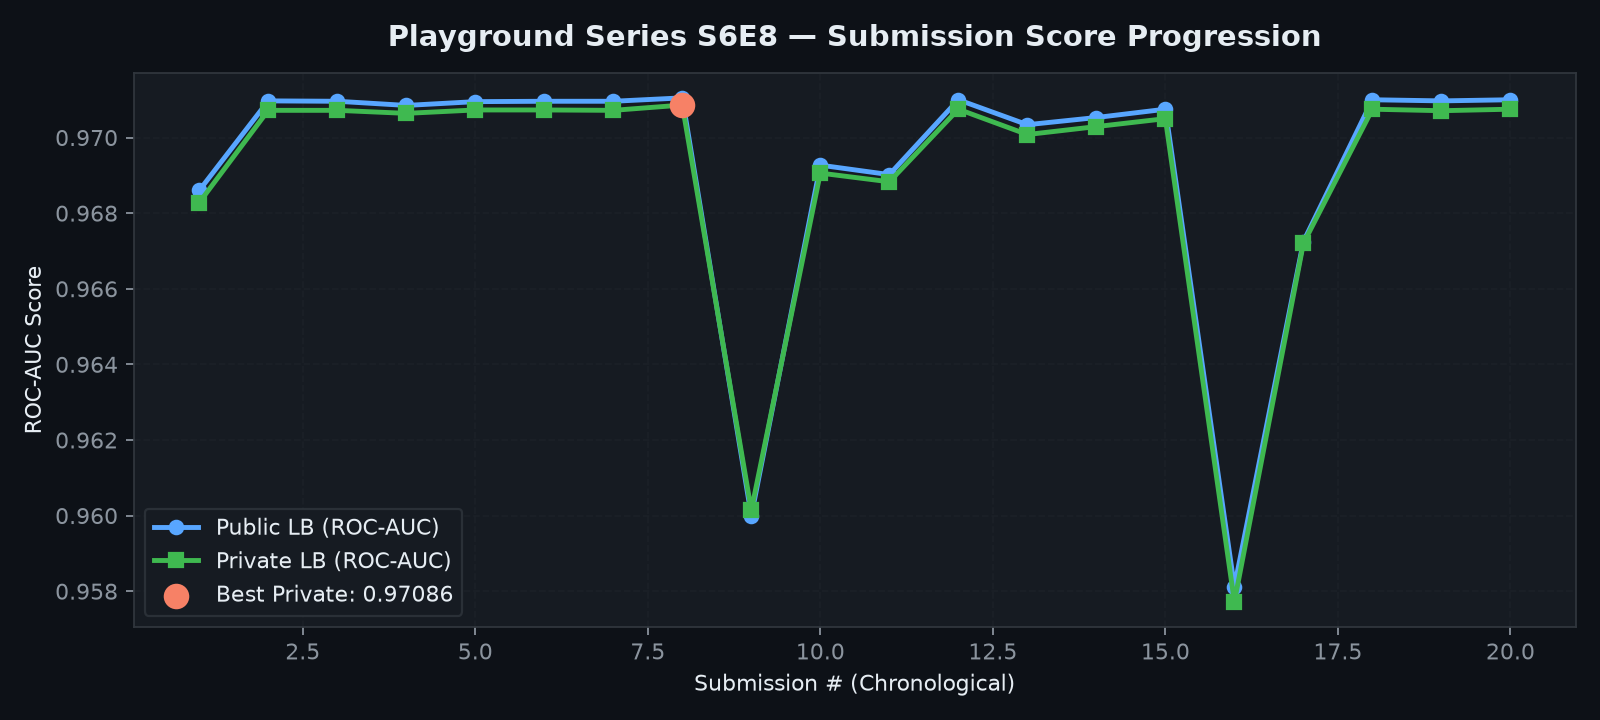 Playground Series S6E8 — Submission Score Progression
ROC-AUC Score
0.970
0.968
0.966
0.964
0.962
0.960
0.958
Public LB (ROC-AUC)
Private LB (ROC-AUC)
Best Private: 0.97086
2.5 5.0 7.5 10.0 12.5 15.0 17.5 20.0
Submission # (Chronological)